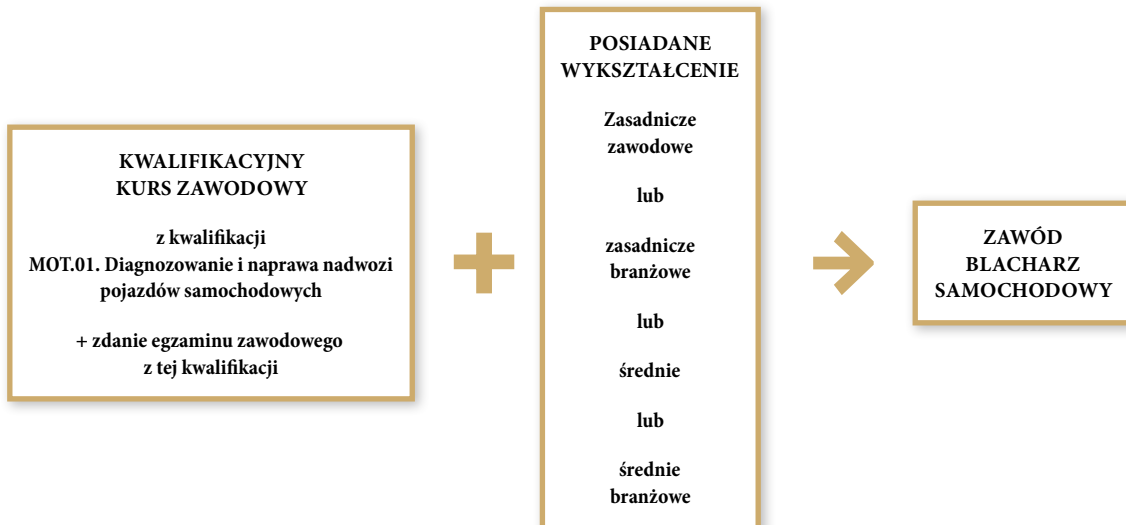 KWALIFIKACYJNY
KURS ZAWODOWY
z kwalifikacji
MOT.01. Diagnozowanie i naprawa nadwozi
pojazdów samochodowych
+ zdanie egzaminu zawodowego
z tej kwalifikacji
POSIADANE
WYKSZTAŁCENIE
Zasadnicze
zawodowe
lub
zasadnicze
branżowe
lub
średnie
lub
średnie
branżowe
ZAWÓD
BLACHARZ
SAMOCHODOWY